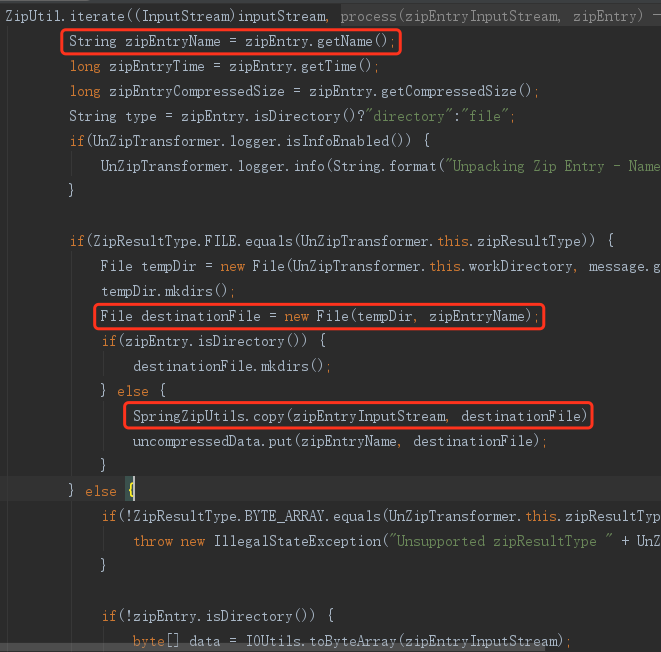 ZipUtil.iterate((InputStream)inputStream, process(zipEntryInputStream, zipEntry) —
String zipEntryName = zipEntry.getName();
long zipEntryTime = zipEntry.getTime();
long zipEntryCompressedSize = zipEntry.getCompressedSize();
String type = zipEntry.isDirectory()?"directory":"file";
if(UnZipTransformer.logger.isInfoEnabled()) {
UnZipTransformer.logger.info(String.format("Unpacking Zip Entry - Name
}
if(ZipResultType.FILE.equals(UnZipTransformer.this.zipResultType)) {
File tempDir = new File(UnZipTransformer.this.workDirectory, message.g
tempDir.mkdirs();
File destinationFile = new File(tempDir, zipEntryName);
if(zipEntry.isDirectory()) {
destinationFile.mkdirs();
} else {
SpringZipUtils.copy(zipEntryInputStream, destinationFile)
uncompressedData.put(zipEntryName, destinationFile);
}
} else {
if(!ZipResultType.BYTE_ARRAY.equals(UnZipTransformer.this.zipResultTyp
throw new IllegalStateException("Unsupported zipResultType " + UnZ
}
if(!zipEntry.isDirectory()) {
byte[] data = IOUtils.toByteArray(zipEntryInputStream);